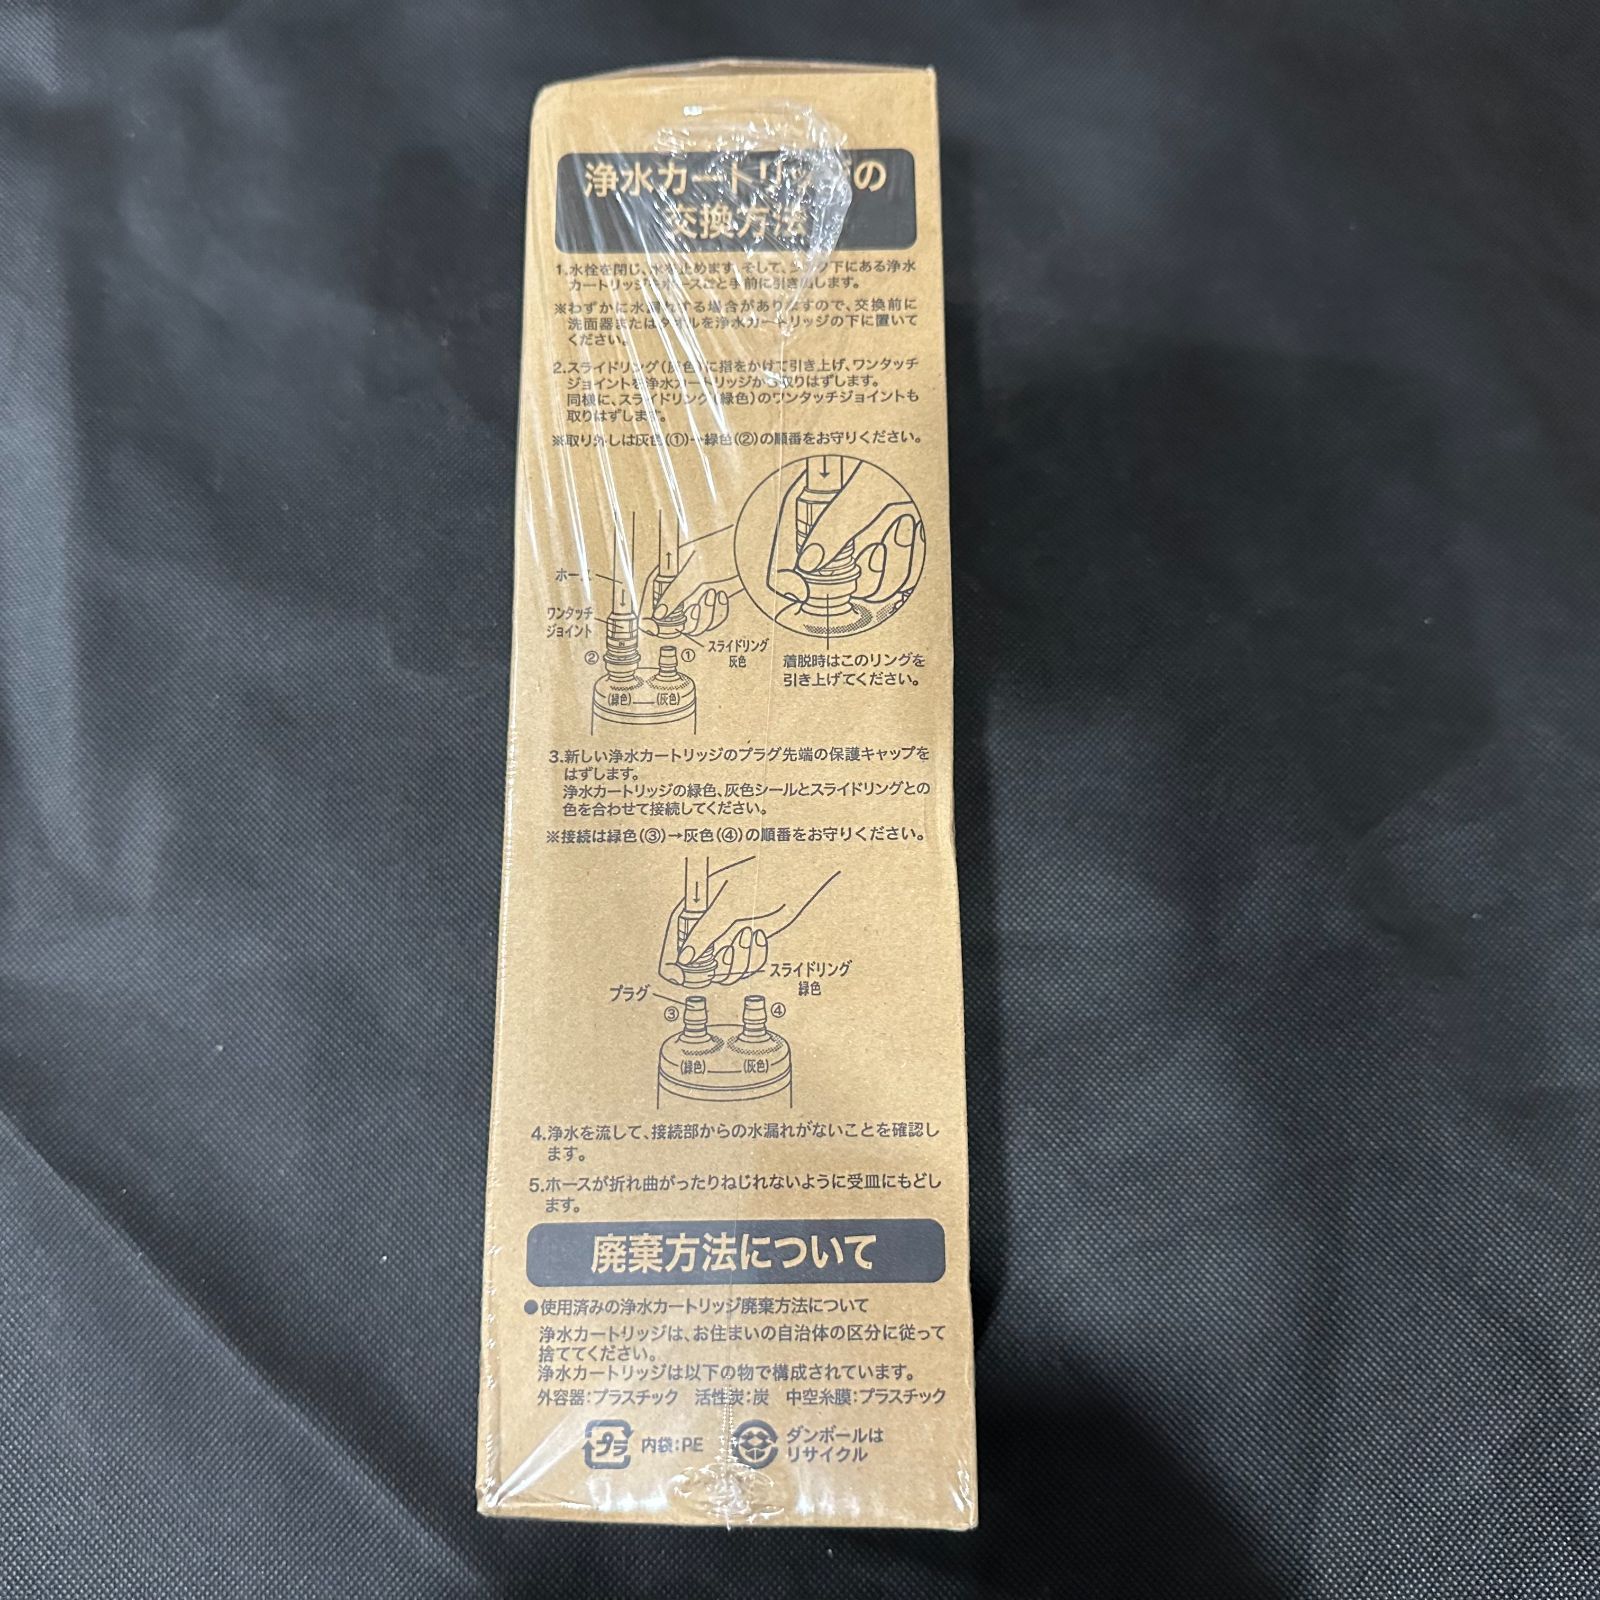 浄水カートリッジの
交換方法
1.水栓を閉じ、水を止めます。そして、シンク下にある浄水
カートリッジをホースごと手前に引き出します。
※わずかに水漏れする場合がありますので、交換前に
洗面器またはタオルを浄水カートリッジの下に置いて
ください。
2.スライドリング(灰色)に指をかけて引き上げ、ワンタッチ
ジョイントを浄水カートリッジから取りはずします。
同様に、スライドリング(緑色)のワンタッチジョイントも
取りはずします。
※取り外しは灰色(①)→緑色(②)の順番をお守りください。
ホース
ワンタッチ
ジョイント
IN
スライドリング
灰色
②
①
(緑色)
(灰色)
着脱時はこのリングを
引き上げてください。
3.新しい浄水カートリッジのプラグ先端の保護キャップを
はずします。
浄水カートリッジの緑色、灰色シールとスライドリングとの
色を合わせて接続してください。
※接続は緑色(③)→灰色(④)の順番をお守りください。
スライドリング
緑色
プラグ
③
④
(緑色)
(灰色)
4.浄水を流して、接続部からの水漏れがないことを確認し
ます。
5.ホースが折れ曲がったりねじれないように受皿にもどし
ます。
廃棄方法について
●使用済みの浄水カートリッジ廃棄方法について
浄水カートリッジは、お住まいの自治体の区分に従って
捨ててください。
浄水カートリッジは以下の物で構成されています。
外容器:プラスチック 活性炭:炭 中空糸膜:プラスチック
プラ 内袋:PE
ダンボールは
リサイクル